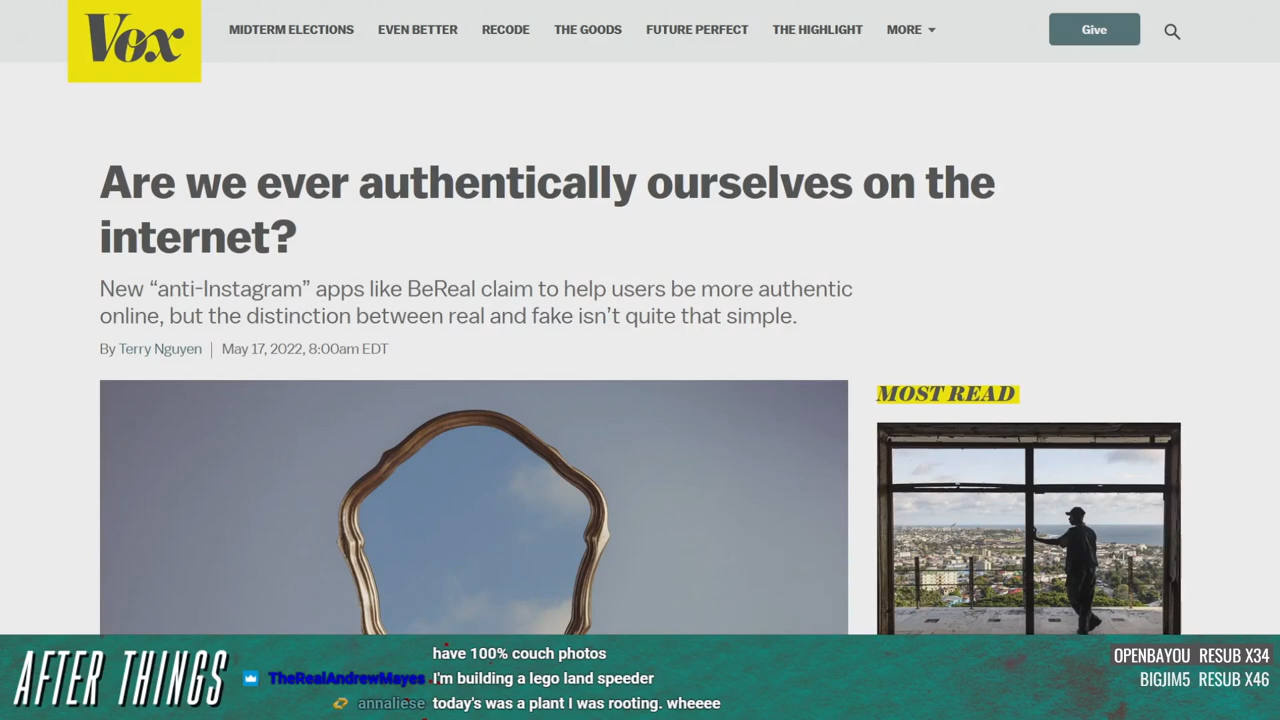 Vox
MIDTERM ELECTIONS EVEN BETTER RECODE THE GOODS FUTURE PERFECT THE HIGHLIGHT MORE Give
Are we ever authentically ourselves on the
internet?
New “anti-Instagram” apps like BeReal claim to help users be more authentic
online, but the distinction between real and fake isn’t quite that simple.
By Terry Nguyen | May 17, 2022, 8:00am EDT
MOST READ
AFTER THINGS
have 100% couch photos
TheRealAndrewMayes I'm building a lego land speeder
annaliese today's was a plant I was rooting. wheeee
OPENBAYOU RESUB X34
BIGJIM5 RESUB X46